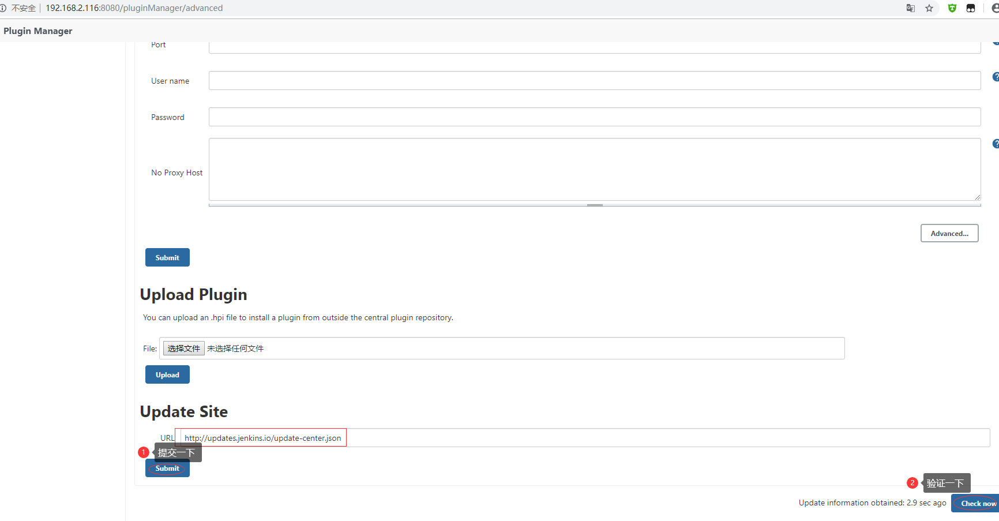 不安全 192.168.2.116:8080/pluginManager/advanced
Plugin Manager
Port
User name
Password
No Proxy Host
Advanced...
Submit
Upload Plugin
You can upload an .hpi file to install a plugin from outside the central plugin repository.
File: 选择文件 未选择任何文件
Upload
Update Site
URL http://updates.jenkins.io/update-center.json
1 提交一下
Submit
2 验证一下
Update information obtained: 2.9 sec ago Check now